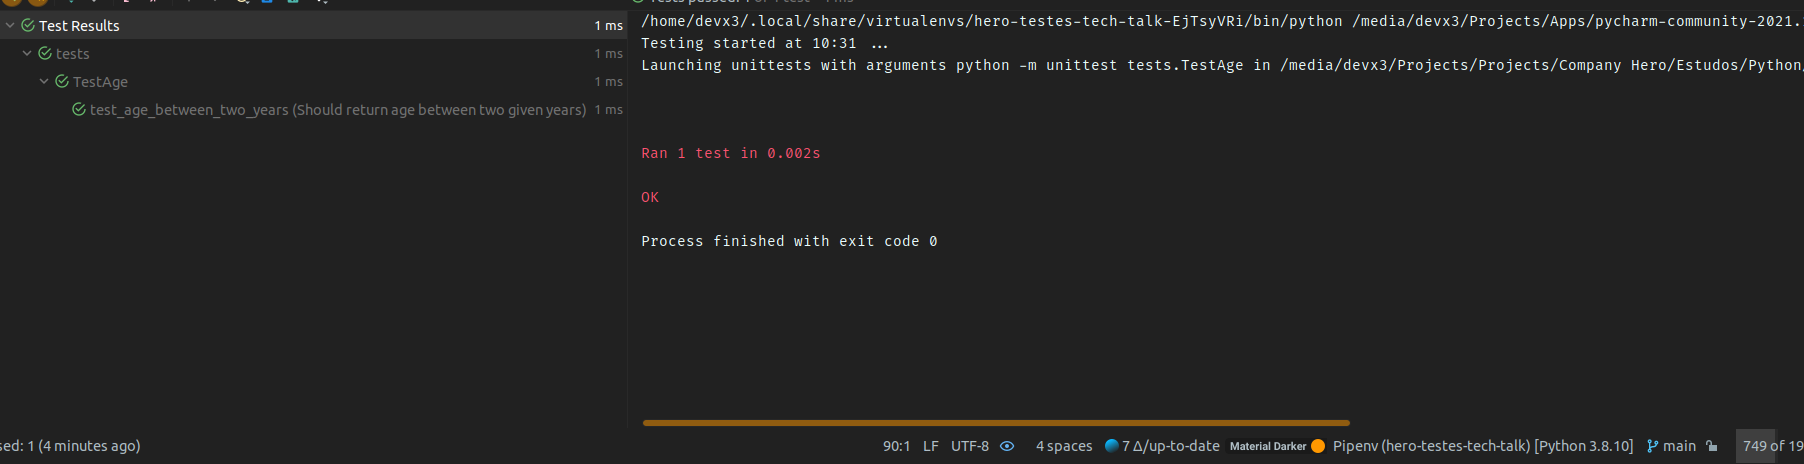 Test Results 1 ms
tests 1 ms
TestAge 1 ms
test_age_between_two_years (Should return age between two given years) 1 ms
/home/devx3/.local/share/virtualenvs/hero-testes-tech-talk-EjTsyVRi/bin/python /media/devx3/Projects/Apps/pycharm-community-2021.
Testing started at 10:31 ...
Launching unittests with arguments python -m unittest tests.TestAge in /media/devx3/Projects/Projects/Company Hero/Estudos/Python
Ran 1 test in 0.002s
OK
Process finished with exit code 0
sed: 1 (4 minutes ago) 90:1 LF UTF-8 4 spaces 7 Δ/up-to-date Material Darker Pipenv (hero-testes-tech-talk) [Python 3.8.10] main 749 of 19